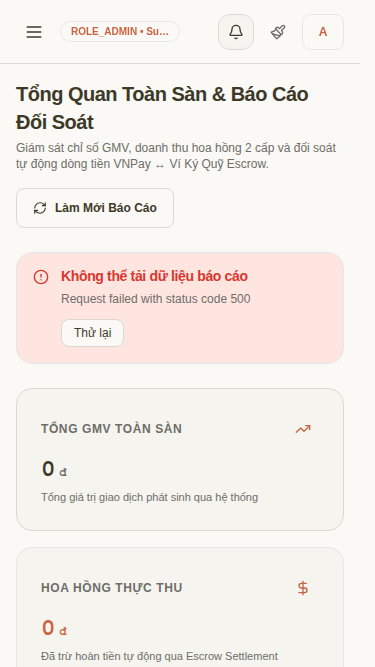 ROLE_ADMIN • Su…
A
Tổng Quan Toàn Sàn & Báo Cáo
Đối Soát
Giám sát chỉ số GMV, doanh thu hoa hồng 2 cấp và đối soát
tự động dòng tiền VNPay ↔ Ví Ký Quỹ Escrow.
Làm Mới Báo Cáo
Không thể tải dữ liệu báo cáo
Request failed with status code 500
Thử lại
TỔNG GMV TOÀN SÀN
0 đ
Tổng giá trị giao dịch phát sinh qua hệ thống
HOA HỒNG THỰC THU
0 đ
Đã trừ hoàn tiền tự động qua Escrow Settlement